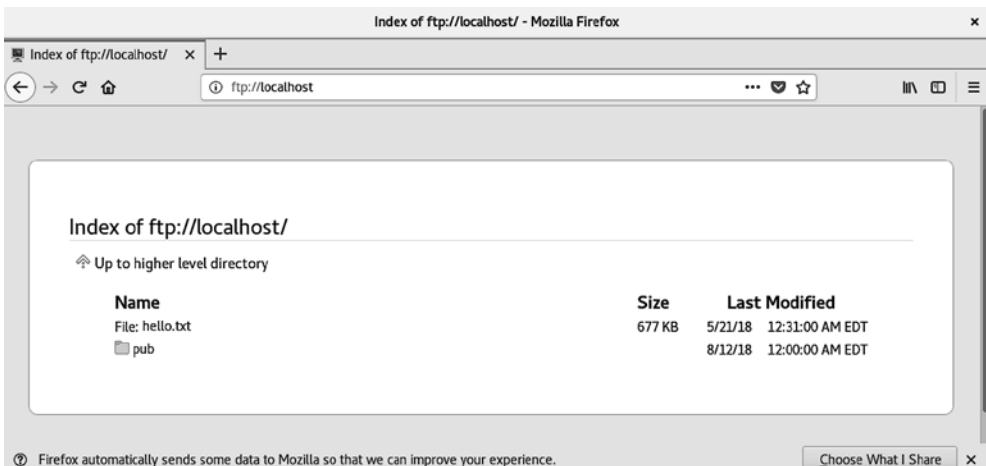 Index of ftp://localhost/ - Mozilla Firefox
Index of ftp://localhost/
ftp://localhost
Index of ftp://localhost/
Up to higher level directory
Name Size Last Modified
File: hello.txt 677 KB 5/21/18 12:31:00 AM EDT
pub 8/12/18 12:00:00 AM EDT
Firefox automatically sends some data to Mozilla so that we can improve your experience. Choose What I Share